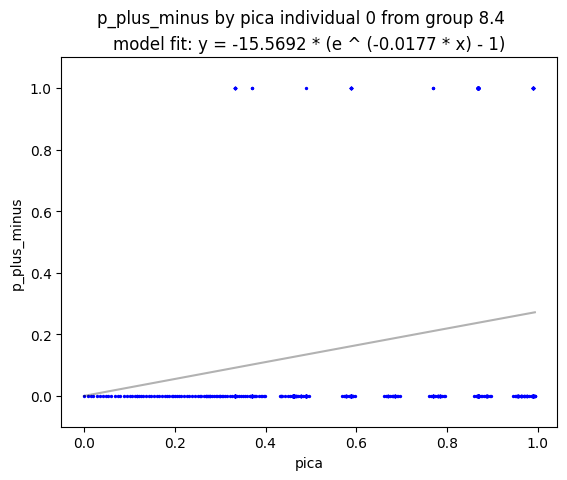 p_plus_minus by pica individual 0 from group 8.4
model fit: y = -15.5692 * (e ^ (-0.0177 * x) - 1)
1.0
0.8
0.6
0.4
0.2
0.0
p_plus_minus
0.0 0.2 0.4 0.6 0.8 1.0
pica